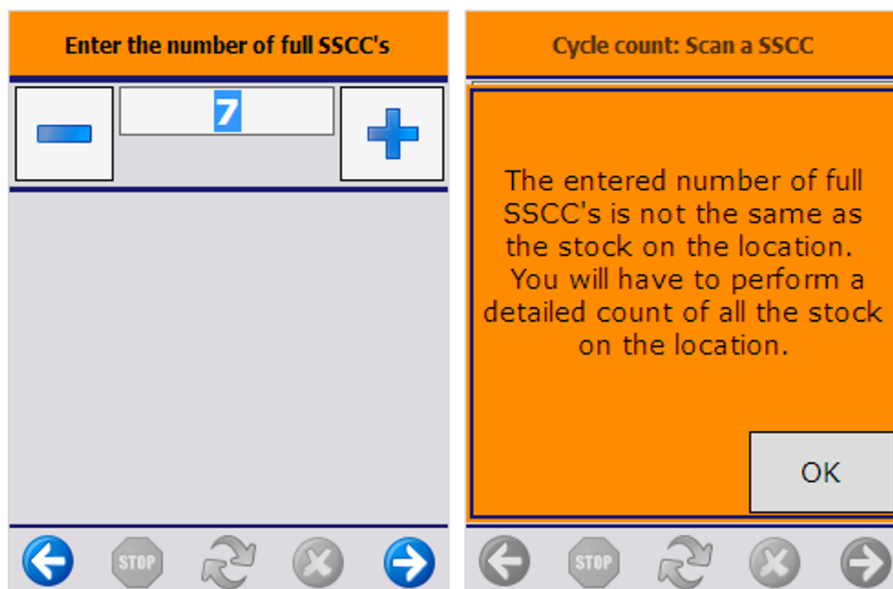 Enter the number of full SSCC's
7
STOP
Cycle count: Scan a SSCC
The entered number of full
SSCC's is not the same as
the stock on the location.
You will have to perform a
detailed count of all the stock
on the location.
OK
STOP